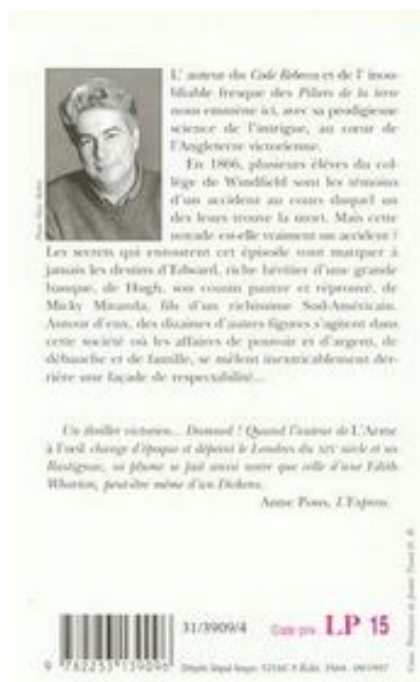 L'auteur du Code Rebecca et de l'inou-
bliable fresque des Piliers de la terre
nous emmène ici, avec sa prodigieuse
science de l'intrigue, au cœur de
l'Angleterre victorienne.
En 1866, plusieurs élèves du col-
lège de Windfield sont les témoins
d'un accident au cours duquel un
des leurs trouve la mort. Mais cette
noyade est-elle vraiment un accident ?
Les secrets qui entourent cet épisode vont marquer à
jamais les destins d'Edward, riche héritier d'une grande
banque, de Hugh, son cousin pauvre et réprouvé, de
Micky Miranda, fils d'un richissime Sud-Américain.
Autour d'eux, des dizaines d'autres figures s'agitent dans
cette société où les affaires de pouvoir et d'argent, de
débauche et de famille, se mêlent inextricablement der-
rière une façade de respectabilité...
Un thriller victorien... Damned ! Quand l'auteur de L'Arme
à l'œil change d'époque et dépeint le Londres du XIXe siècle et ses
Rastignac, sa plume se fait aussi noire que celle d'une Edith
Wharton, peut-être même d'un Dickens.
Anne Pons, L'Express.
31/3909/4
Code prix LP 15
9 782253 139096